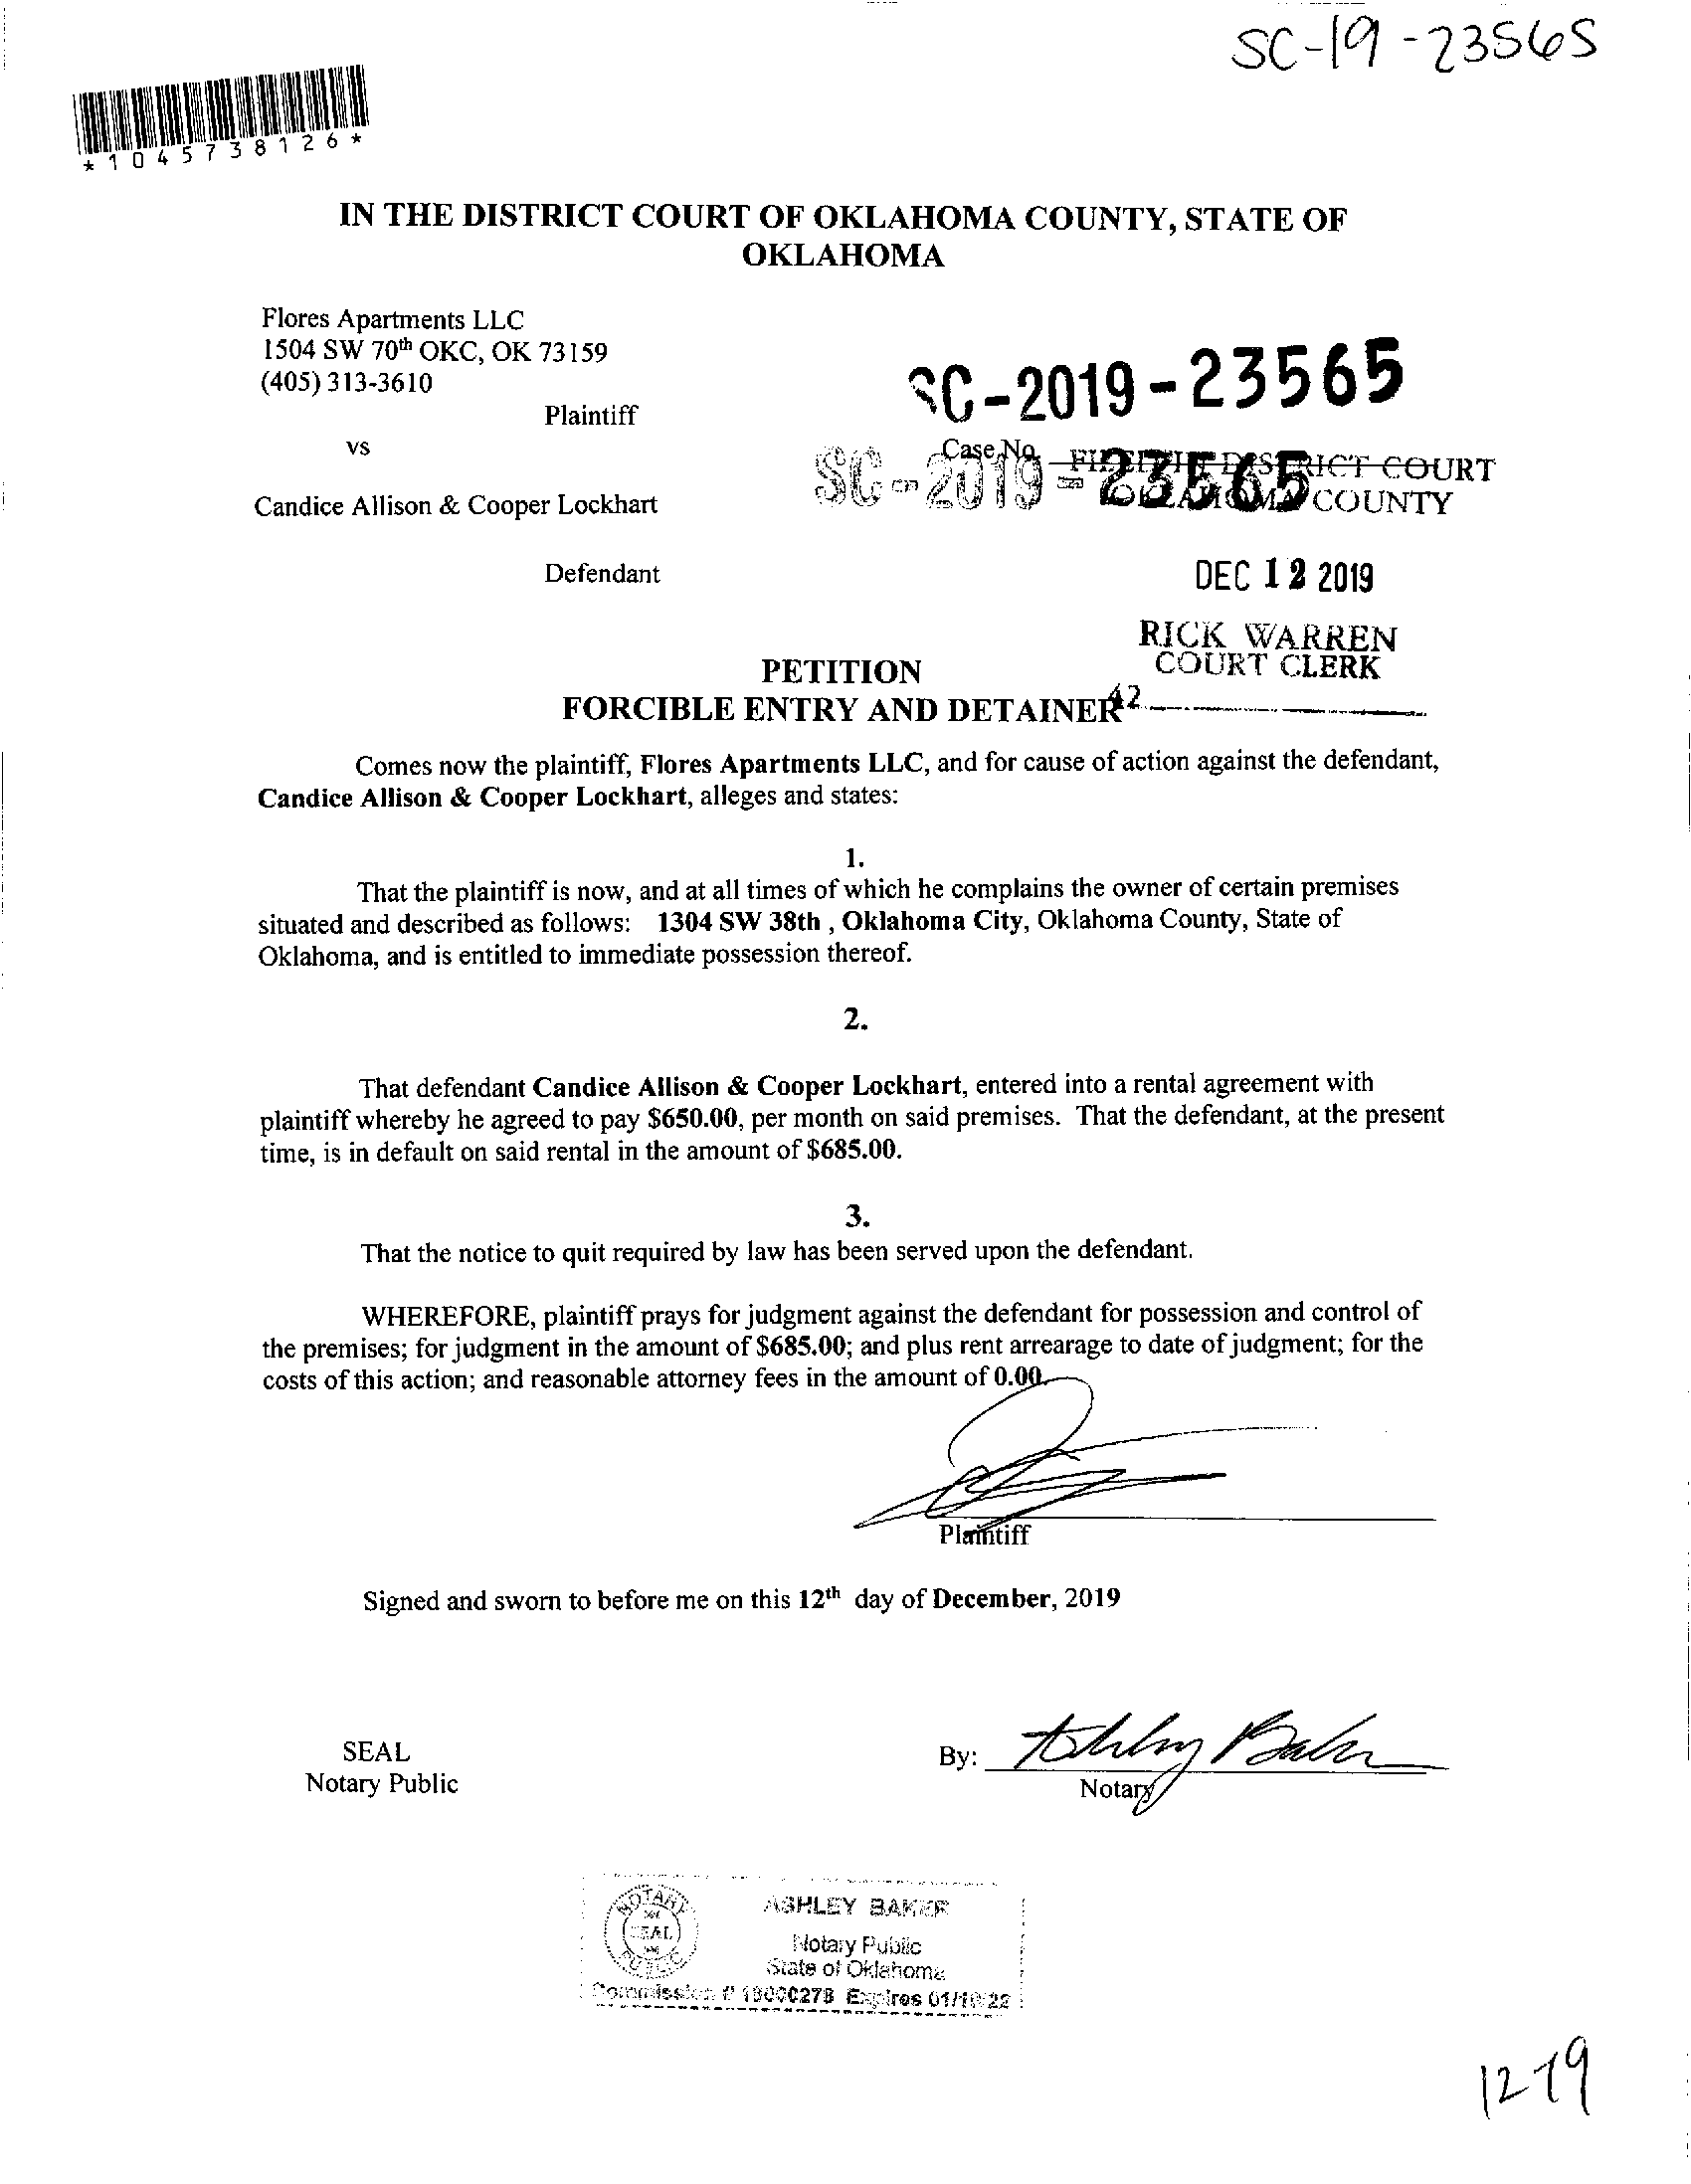 SC-19-23565
*1045738126*
IN THE DISTRICT COURT OF OKLAHOMA COUNTY, STATE OF
OKLAHOMA
Flores Apartments LLC
1504 SW 70th OKC, OK 73159
(405) 313-3610
Plaintiff
SC-2019-23565
vs
Case No.
SC-2019-23565
FILED IN DISTRICT COURT
OKLAHOMA COUNTY
Candice Allison & Cooper Lockhart
Defendant
DEC 12 2019
RICK WARREN
COURT CLERK
42
PETITION
FORCIBLE ENTRY AND DETAINER
Comes now the plaintiff, Flores Apartments LLC, and for cause of action against the defendant,
Candice Allison & Cooper Lockhart, alleges and states:
1.
That the plaintiff is now, and at all times of which he complains the owner of certain premises
situated and described as follows: 1304 SW 38th , Oklahoma City, Oklahoma County, State of
Oklahoma, and is entitled to immediate possession thereof.
2.
That defendant Candice Allison & Cooper Lockhart, entered into a rental agreement with
plaintiff whereby he agreed to pay $650.00, per month on said premises. That the defendant, at the present
time, is in default on said rental in the amount of $685.00.
3.
That the notice to quit required by law has been served upon the defendant.
WHEREFORE, plaintiff prays for judgment against the defendant for possession and control of
the premises; for judgment in the amount of $685.00; and plus rent arrearage to date of judgment; for the
costs of this action; and reasonable attorney fees in the amount of 0.00.
Plaintiff
Signed and sworn to before me on this 12th day of December, 2019
SEAL
Notary Public
By: Ashley Baker
Notary
NOTARY
SEAL
PUBLIC
ASHLEY BAKER
Notary Public
State of Oklahoma
Commission # 18000278 Expires 01/10/22
12-19